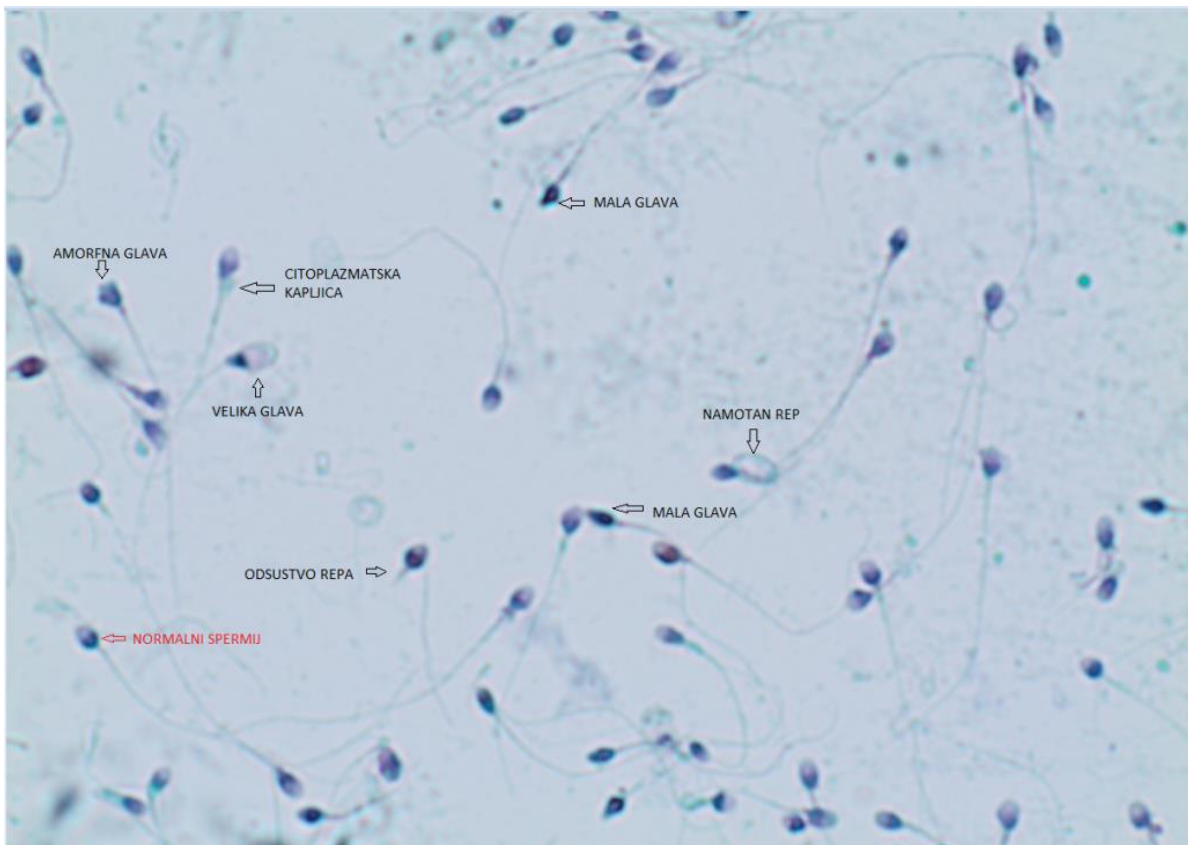 MALA GLAVA
AMORFNA GLAVA
CITOPLAZMATSKA
KAPLJICA
VELIKA GLAVA
NAMOTAN REP
MALA GLAVA
ODSUSTVO REPA
NORMALNI SPERMIJ